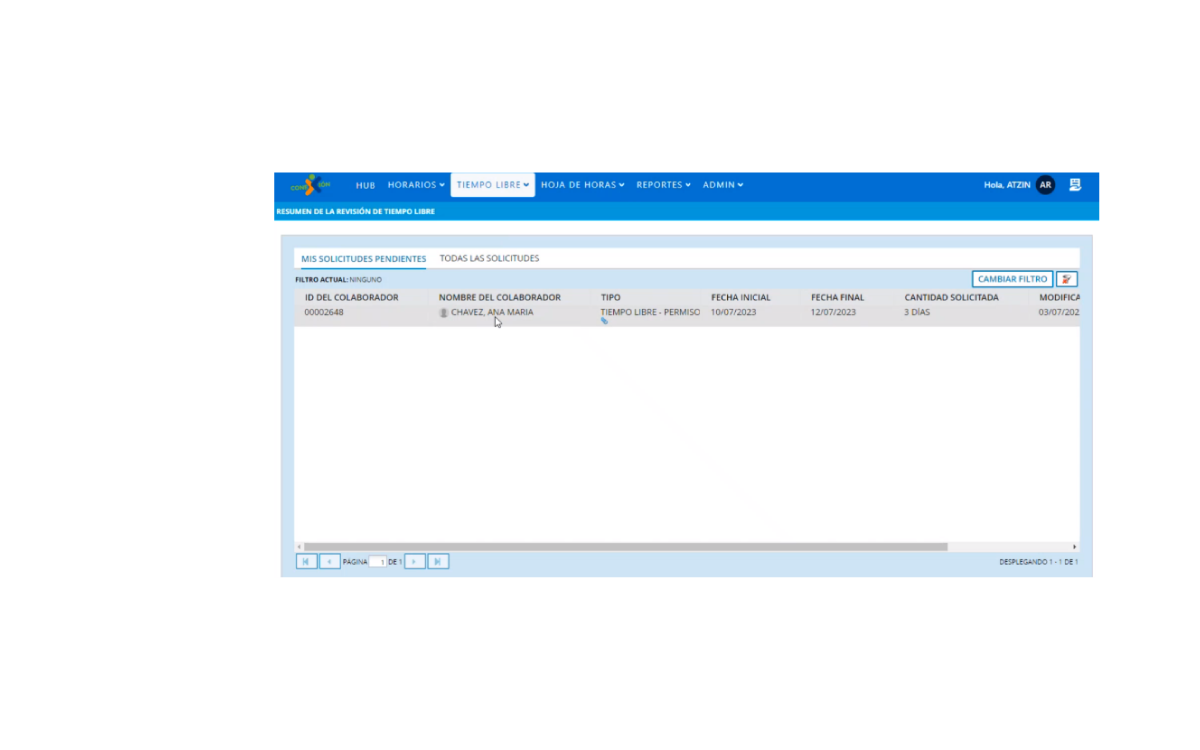 HUB HORARIOS TIEMPO LIBRE HOJA DE HORAS REPORTES ADMIN Hola, ATZIN AR
RESUMEN DE LA REVISIÓN DE TIEMPO LIBRE
MIS SOLICITUDES PENDIENTES TODAS LAS SOLICITUDES
FILTRO ACTUAL: NINGUNO CAMBIAR FILTRO
ID DEL COLABORADOR NOMBRE DEL COLABORADOR TIPO FECHA INICIAL FECHA FINAL CANTIDAD SOLICITADA MODIFICA
00002648 CHAVEZ, ANA MARIA TIEMPO LIBRE - PERMISO 10/07/2023 12/07/2023 3 DÍAS 03/07/202
PÁGINA 1 DE 1 DESPLEGANDO 1 - 1 DE 1